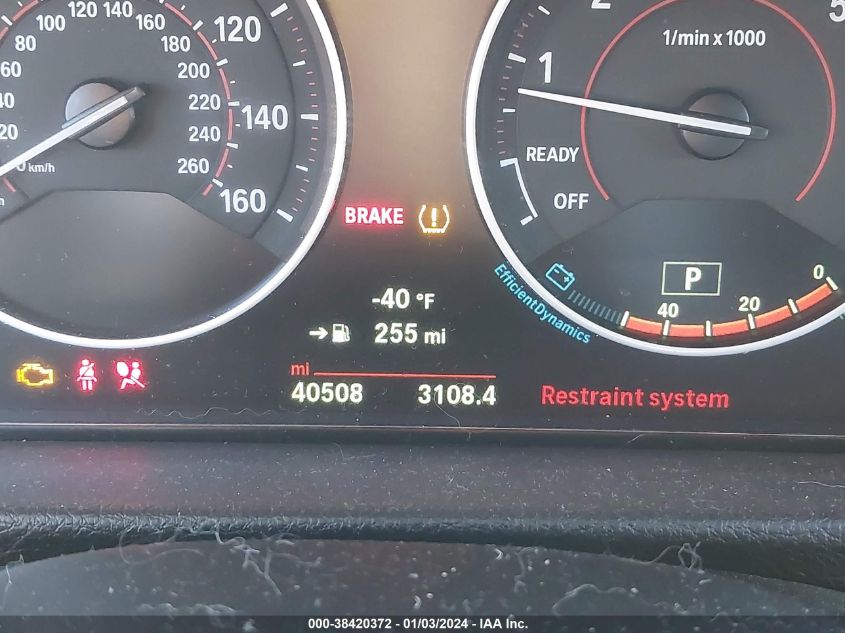 100 120 140 160 180 200 220 240 260
80
60
40
20
0 km/h
120
140
160
1/min x 1000
1
READY
OFF
BRAKE
-40 °F
255 mi
mi
40508 3108.4
P
EfficientDynamics
40 20 0
Restraint system
000-38420372 - 01/03/2024 - IAA Inc.